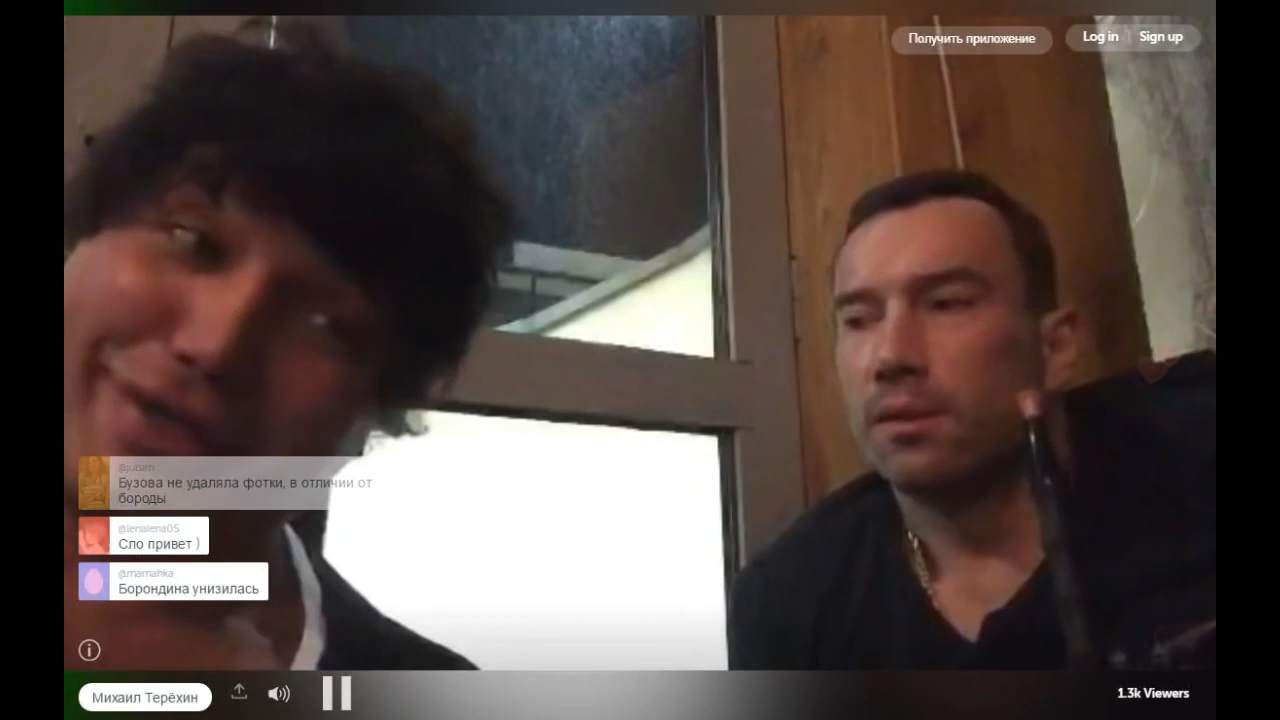 Получить приложение
Log in
Sign up
@julsim
Бузова не удаляла фотки, в отличии от
бороды
@lenalena05
Сло привет )
@mamahka
Борондина унизилась
Михаил Терёхин
1.3k Viewers